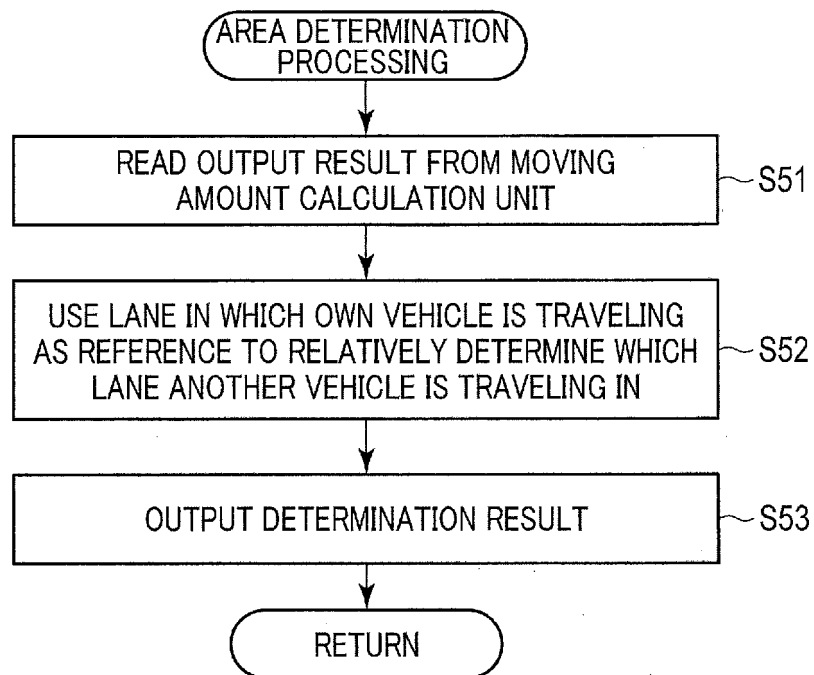 AREA DETERMINATION
PROCESSING
READ OUTPUT RESULT FROM MOVING
AMOUNT CALCULATION UNIT
S51
USE LANE IN WHICH OWN VEHICLE IS TRAVELING
AS REFERENCE TO RELATIVELY DETERMINE WHICH
LANE ANOTHER VEHICLE IS TRAVELING IN
S52
OUTPUT DETERMINATION RESULT
S53
RETURN